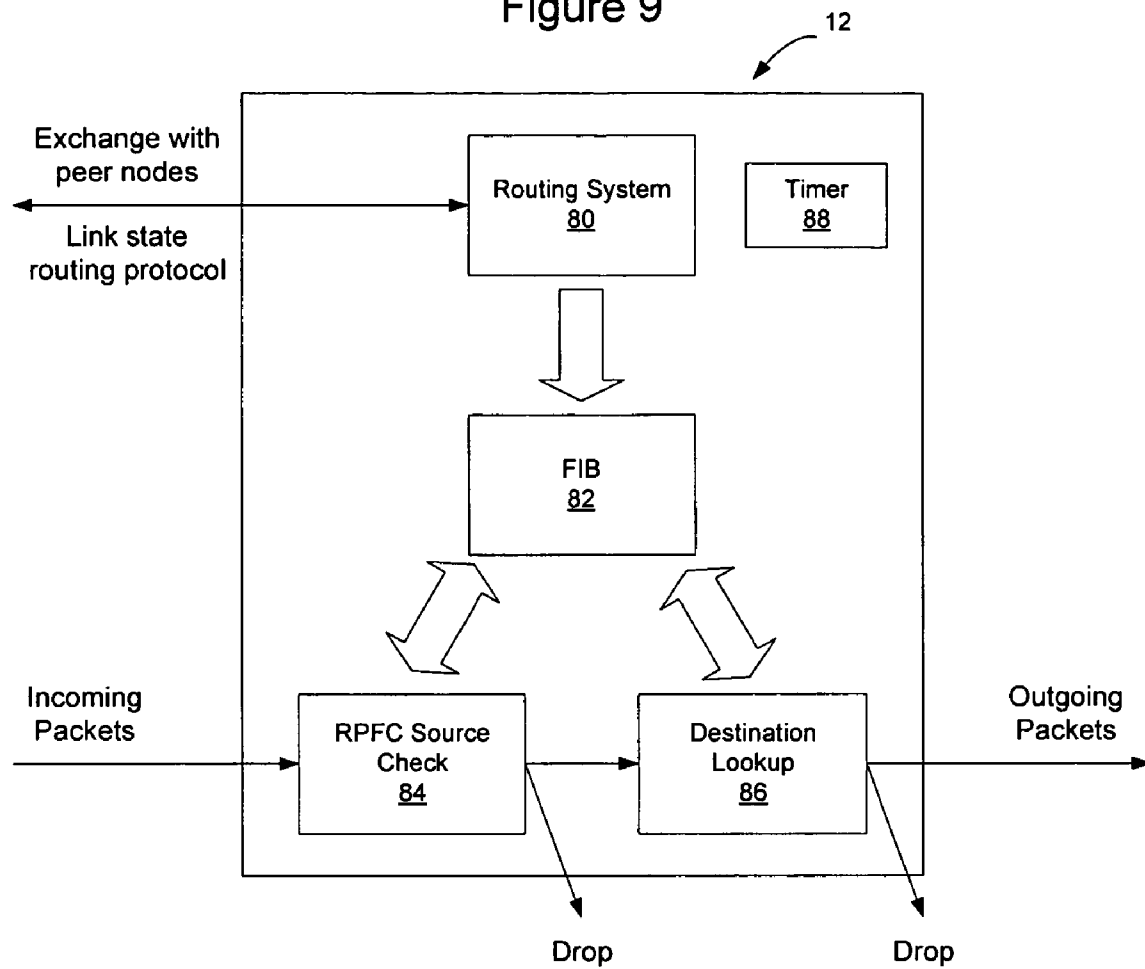 Figure 9
12
Exchange with
peer nodes
Link state
routing protocol
Routing System
80
Timer
88
FIB
82
Incoming
Packets
RPFC Source
Check
84
Destination
Lookup
86
Outgoing
Packets
Drop
Drop